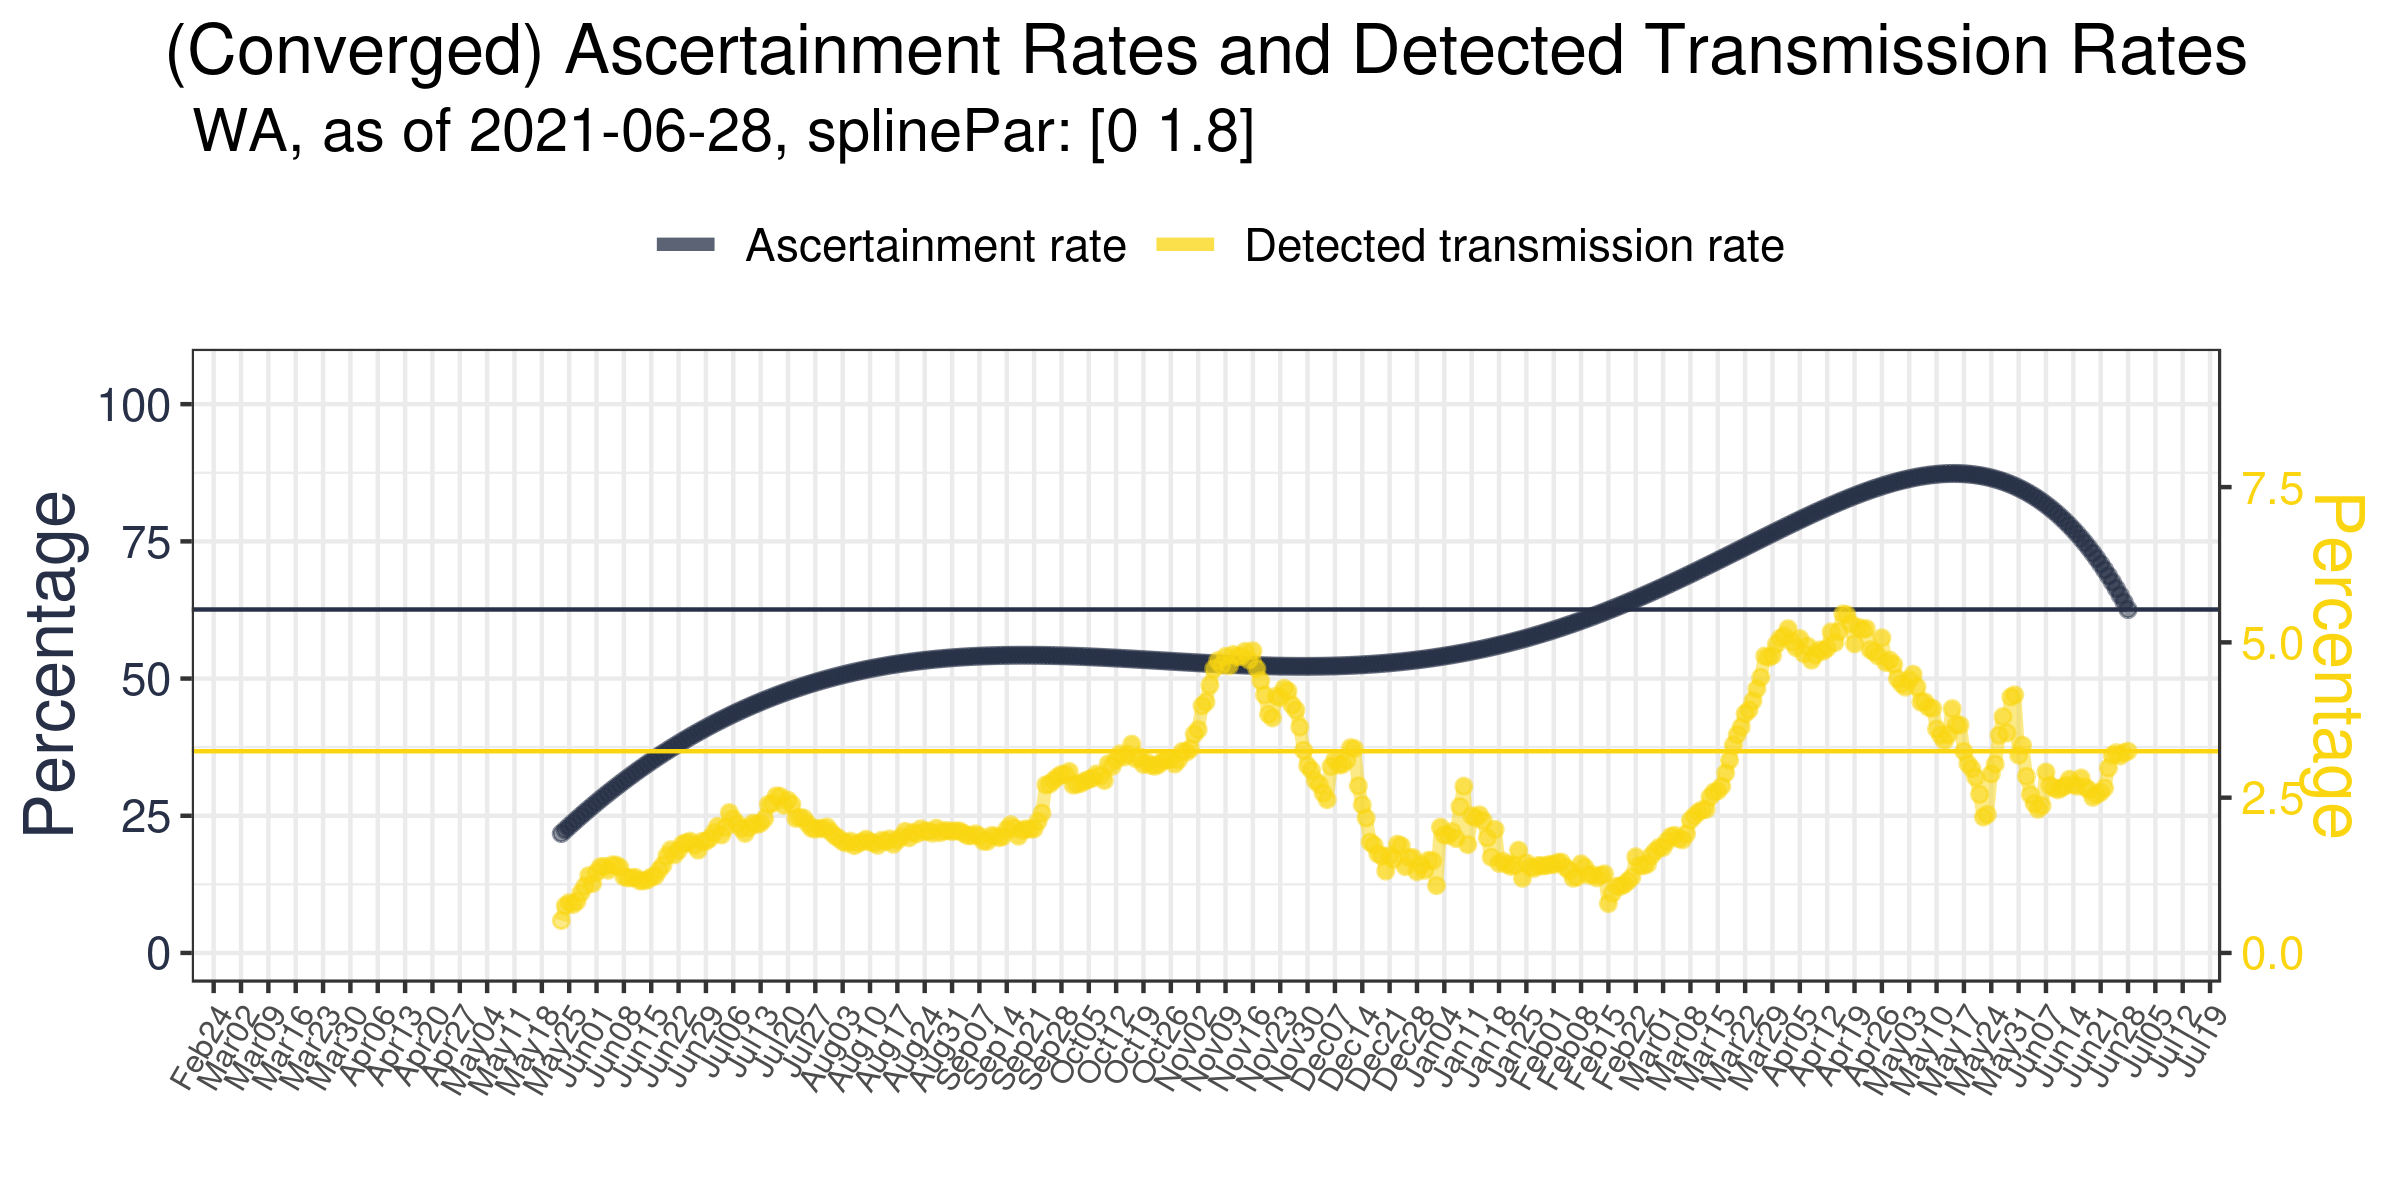 (Converged) Ascertainment Rates and Detected Transmission Rates
WA, as of 2021-06-28, splinePar: [0 1.8]
Ascertainment rate
Detected transmission rate
Percentage
100
75
50
25
0
7.5
5.0
2.5
0.0
Percentage
Feb24
Mar02
Mar09
Mar16
Mar23
Mar30
Apr06
Apr13
Apr20
Apr27
May04
May11
May18
May25
Jun01
Jun08
Jun15
Jun22
Jun29
Jul06
Jul13
Jul20
Jul27
Aug03
Aug10
Aug17
Aug24
Aug31
Sep07
Sep14
Sep21
Sep28
Oct05
Oct12
Oct19
Oct26
Nov02
Nov09
Nov16
Nov23
Nov30
Dec07
Dec14
Dec21
Dec28
Jan04
Jan11
Jan18
Jan25
Feb01
Feb08
Feb15
Feb22
Mar01
Mar08
Mar15
Mar22
Mar29
Apr05
Apr12
Apr19
Apr26
May03
May10
May17
May24
May31
Jun07
Jun14
Jun21
Jun28
Jul05
Jul12
Jul19